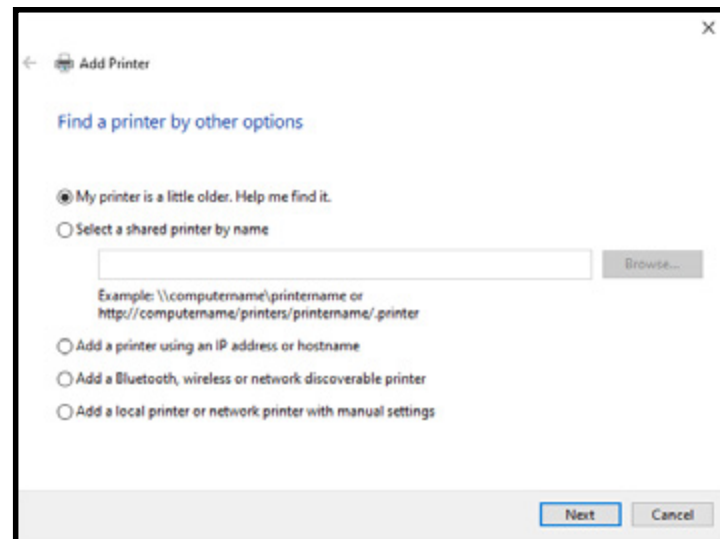 Add Printer
Find a printer by other options
My printer is a little older. Help me find it.
Select a shared printer by name
Browse...
Example: \\computername\printername or
http://computername/printers/printername/.printer
Add a printer using an IP address or hostname
Add a Bluetooth, wireless or network discoverable printer
Add a local printer or network printer with manual settings
Next Cancel